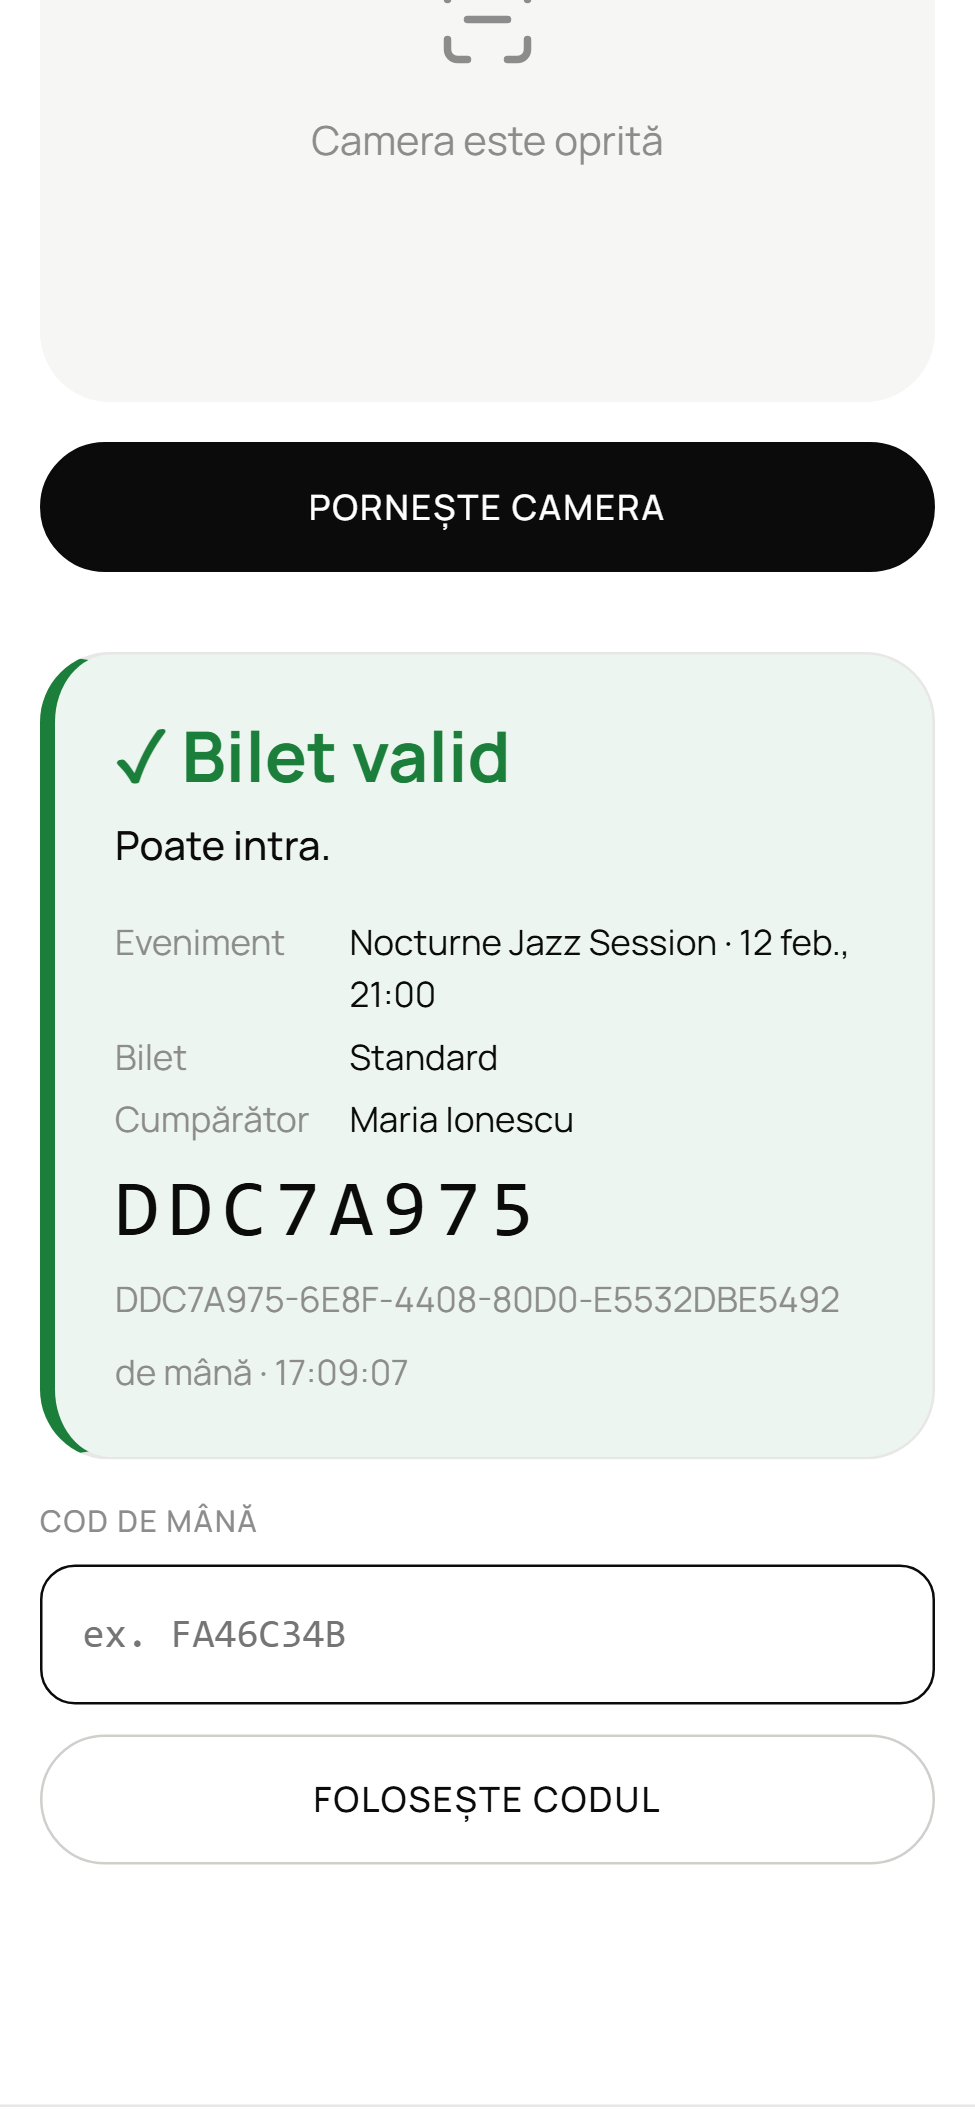 Camera este oprită
PORNEȘTE CAMERA
✓ Bilet valid
Poate intra.
Eveniment Nocturne Jazz Session · 12 feb.,
21:00
Bilet Standard
Cumpărător Maria Ionescu
DDC7A975
DDC7A975-6E8F-4408-80D0-E5532DBE5492
de mână · 17:09:07
COD DE MÂNĂ
ex. FA46C34B
FOLOSEȘTE CODUL